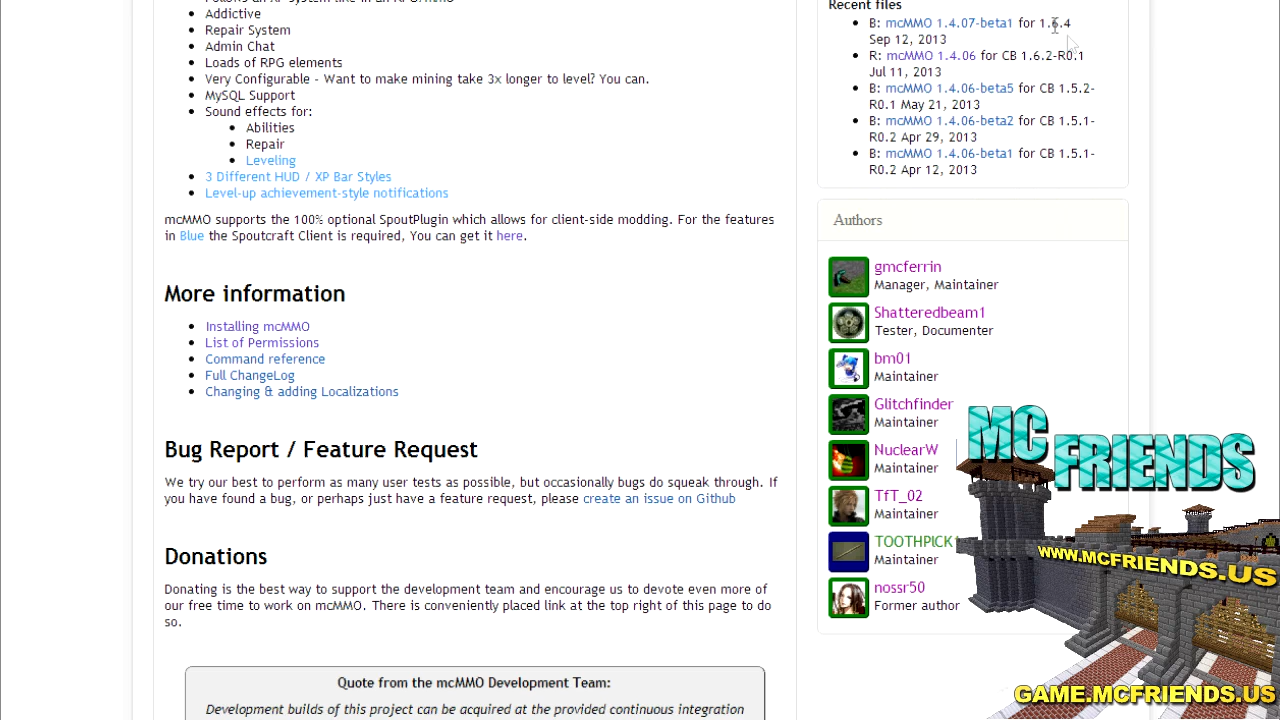 Addictive
Repair System
Admin Chat
Loads of RPG elements
Very Configurable - Want to make mining take 3x longer to level? You can.
MySQL Support
Sound effects for:
Abilities
Repair
Leveling
3 Different HUD / XP Bar Styles
Level-up achievement-style notifications
mcMMO supports the 100% optional SpoutPlugin which allows for client-side modding. For the features
in Blue the Spoutcraft Client is required, You can get it here.
More information
Installing mcMMO
List of Permissions
Command reference
Full ChangeLog
Changing & adding Localizations
Bug Report / Feature Request
We try our best to perform as many user tests as possible, but occasionally bugs do squeak through. If
you have found a bug, or perhaps just have a feature request, please create an issue on Github
Donations
Donating is the best way to support the development team and encourage us to devote even more of
our free time to work on mcMMO. There is conveniently placed link at the top right of this page to do
so.
Quote from the mcMMO Development Team:
Development builds of this project can be acquired at the provided continuous integration
Recent files
B: mcMMO 1.4.07-beta1 for 1.6.4
Sep 12, 2013
R: mcMMO 1.4.06 for CB 1.6.2-R0.1
Jul 11, 2013
B: mcMMO 1.4.06-beta5 for CB 1.5.2-
R0.1 May 21, 2013
B: mcMMO 1.4.06-beta2 for CB 1.5.1-
R0.2 Apr 29, 2013
B: mcMMO 1.4.06-beta1 for CB 1.5.1-
R0.2 Apr 12, 2013
Authors
gmcferrin
Manager, Maintainer
Shatteredbeam1
Tester, Documenter
bm01
Maintainer
Glitchfinder
Maintainer
NuclearW
Maintainer
TfT_02
Maintainer
TOOTHPICK
Maintainer
nossr50
Former author
MC
FRIENDS
WWW.MCFRIENDS.US
GAME.MCFRIENDS.US